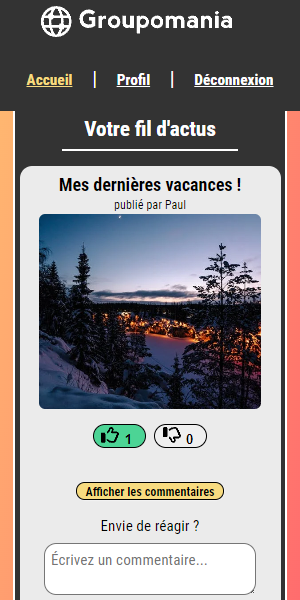 Groupomania
Accueil | Profil | Déconnexion
Votre fil d'actus
Mes dernières vacances !
publié par Paul
1 0
Afficher les commentaires
Envie de réagir ?
Écrivez un commentaire...